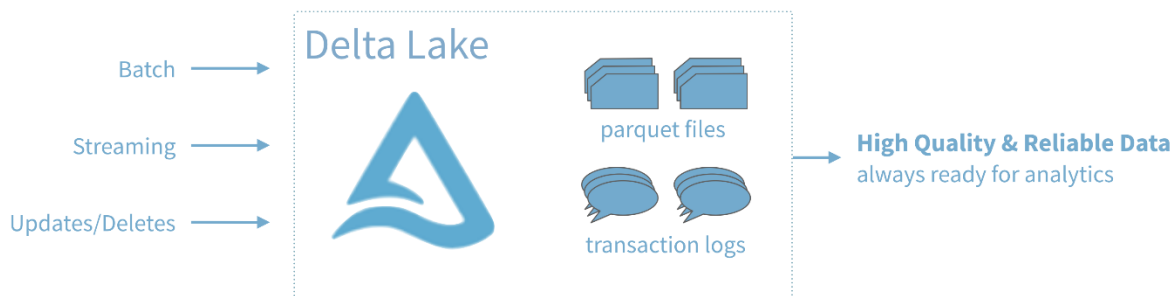 Delta Lake
Batch
Streaming
Updates/Deletes
parquet files
transaction logs
High Quality & Reliable Data
always ready for analytics